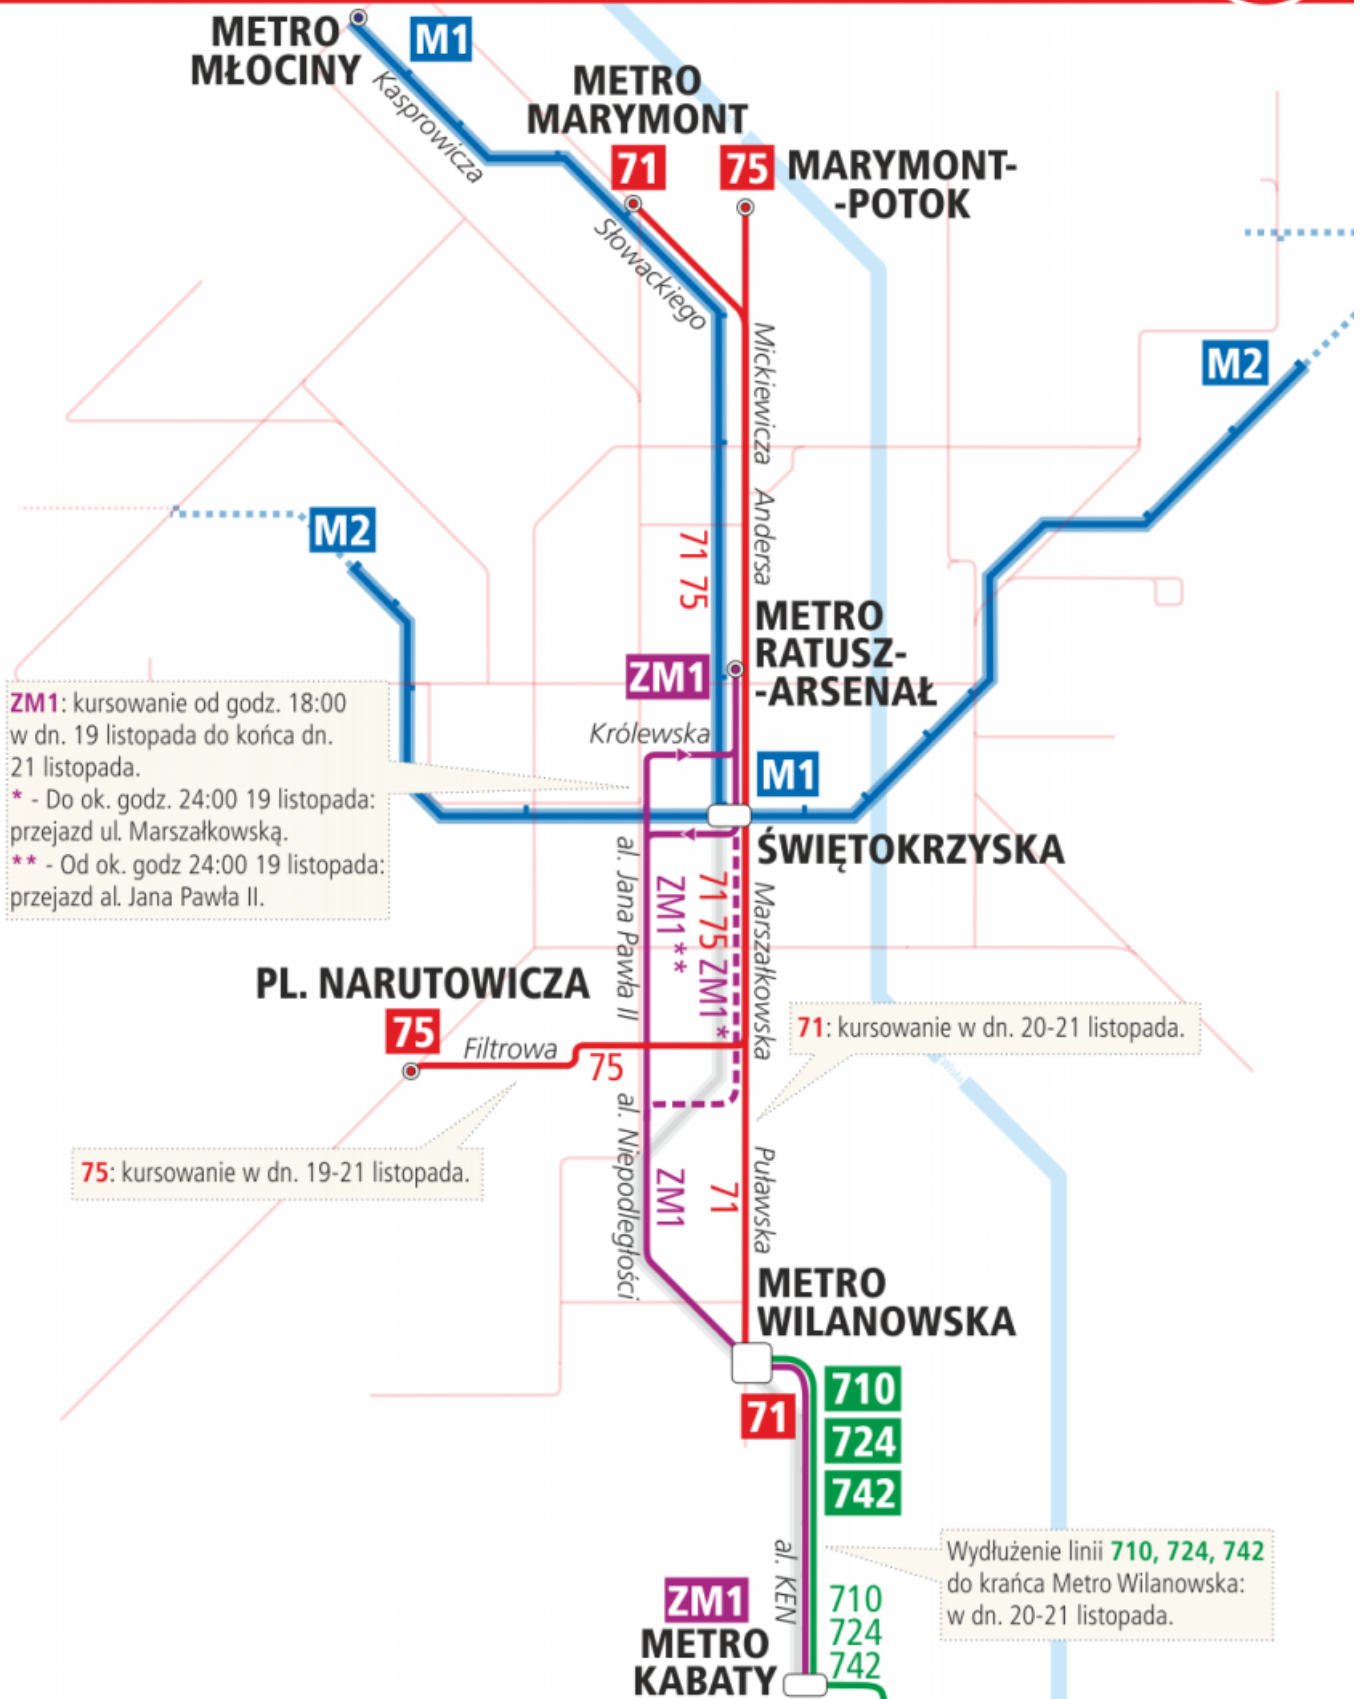 METRO
MŁOCINY
M1
Kasprowicza
METRO
MARYMONT
71
75
MARYMONT-
-POTOK
Słowackiego
Mickiewicza
M2
M2
Andersa
71 75
METRO
RATUSZ-
-ARSENAŁ
ZM1
Królewska
ZM1: kursowanie od godz. 18:00
w dn. 19 listopada do końca dn.
21 listopada.
* - Do ok. godz. 24:00 19 listopada:
przejazd ul. Marszałkowską.
** - Od ok. godz 24:00 19 listopada:
przejazd al. Jana Pawła II.
M1
ŚWIĘTOKRZYSKA
al. Jana Pawła II
ZM1**
71 75 ZM1*
Marszałkowska
PL. NARUTOWICZA
75
Filtrowa
75
71: kursowanie w dn. 20-21 listopada.
Wisła
75: kursowanie w dn. 19-21 listopada.
al. Niepodległości
ZM1
71
Puławska
METRO
WILANOWSKA
71
710
724
742
al. KEN
Wydłużenie linii 710, 724, 742
do krańca Metro Wilanowska:
w dn. 20-21 listopada.
ZM1
METRO
KABATY
710
724
742